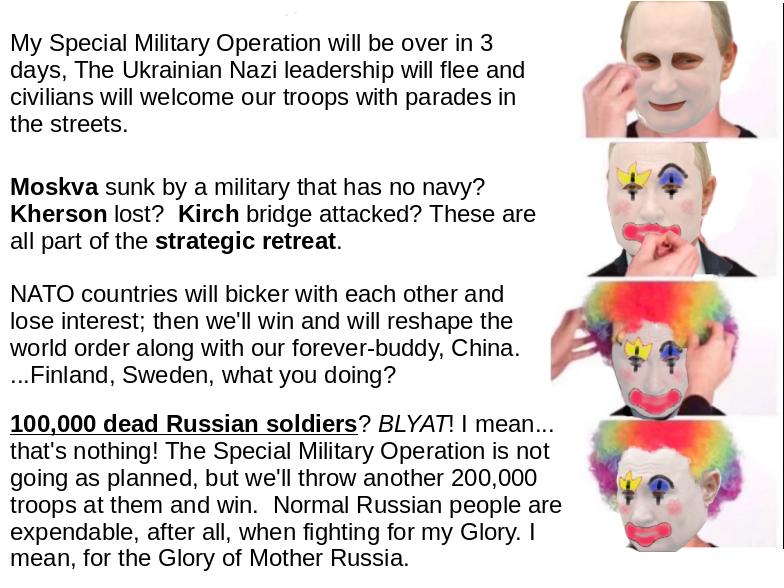 My Special Military Operation will be over in 3
days, The Ukrainian Nazi leadership will flee and
civilians will welcome our troops with parades in
the streets.
Moskva sunk by a military that has no navy?
Kherson lost?  Kirch bridge attacked? These are
all part of the strategic retreat.
NATO countries will bicker with each other and
lose interest; then we'll win and will reshape the
world order along with our forever-buddy, China.
...Finland, Sweden, what you doing?
100,000 dead Russian soldiers? BLYAT! I mean...
that's nothing! The Special Military Operation is not
going as planned, but we'll throw another 200,000
troops at them and win.  Normal Russian people are
expendable, after all, when fighting for my Glory. I
mean, for the Glory of Mother Russia.